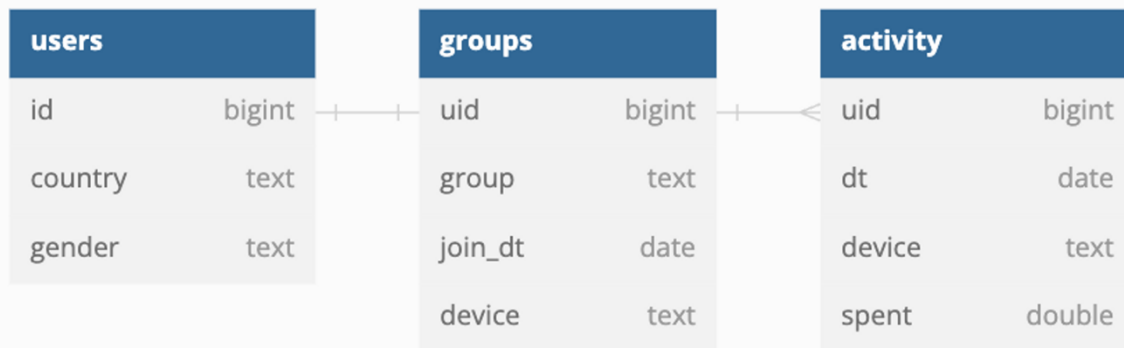 users
id bigint
country text
gender text
groups
uid bigint
group text
join_dt date
device text
activity
uid bigint
dt date
device text
spent double